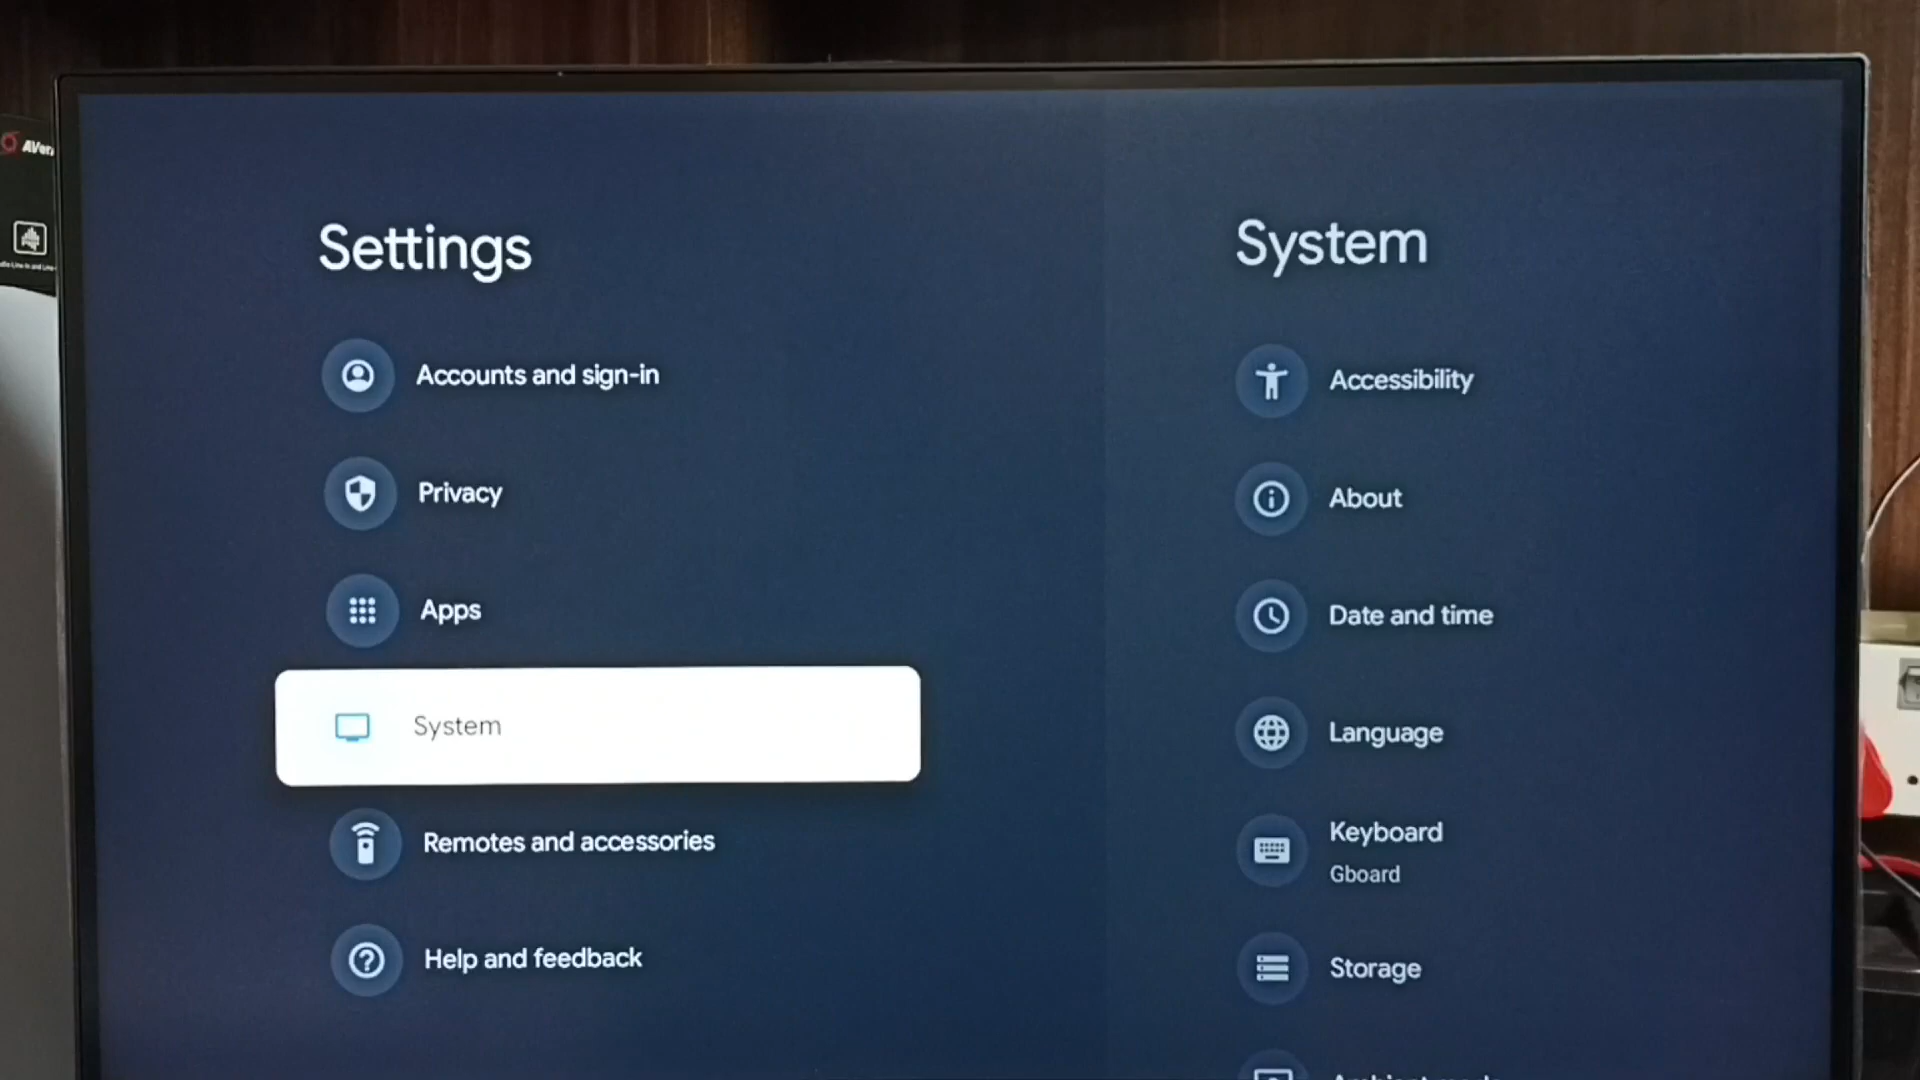 Settings
Accounts and sign-in
Privacy
Apps
System
Remotes and accessories
Help and feedback
System
Accessibility
About
Date and time
Language
Keyboard
Gboard
Storage